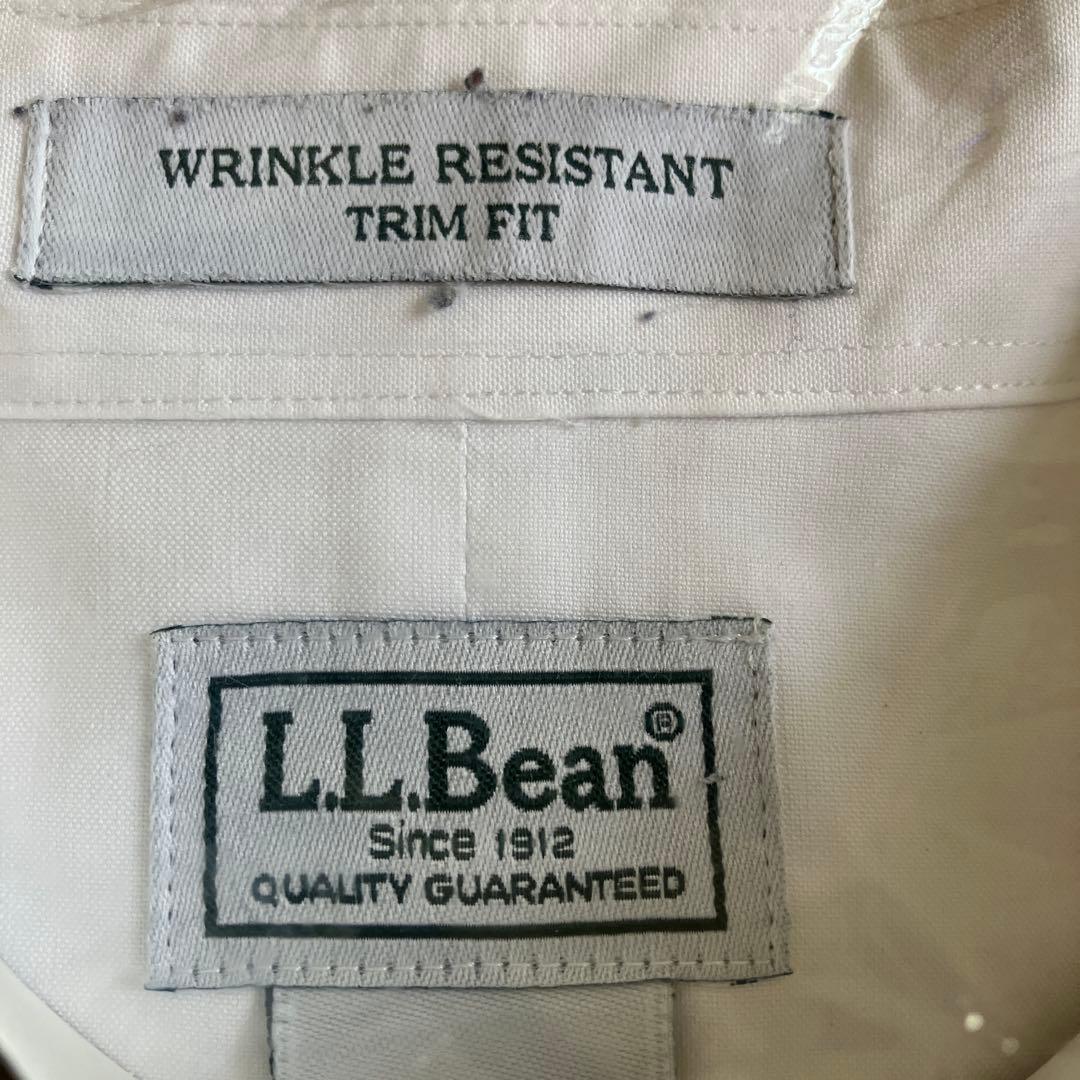 WRINKLE RESISTANT
TRIM FIT
L.L.Bean®
Since 1912
QUALITY GUARANTEED